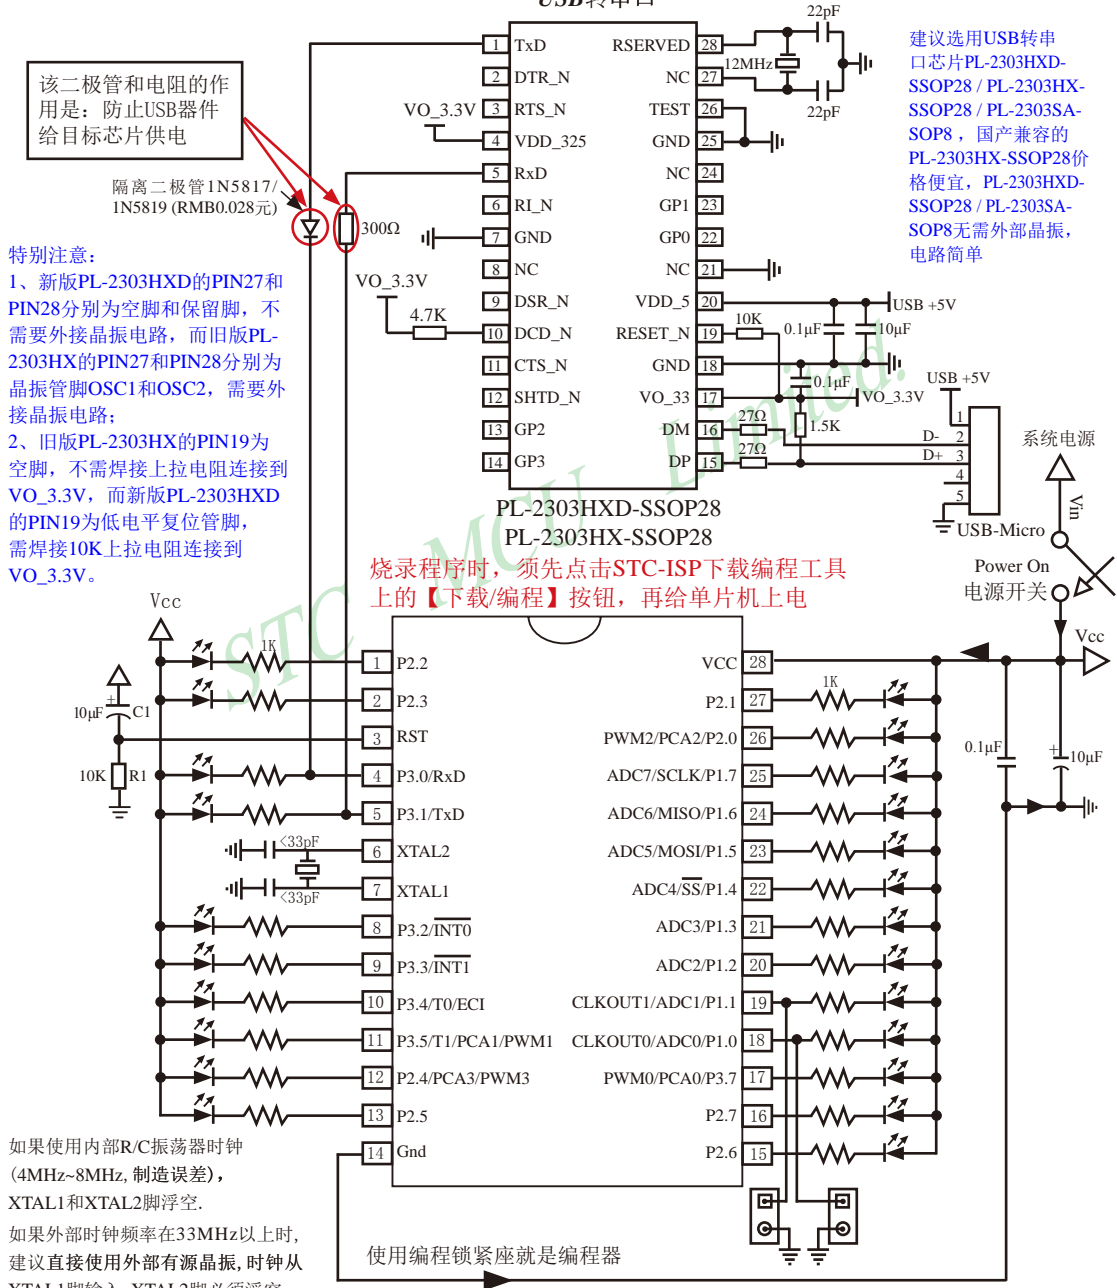 USB转串口
22pF
1 TxD RSERVED 28
2 DTR_N NC 27 12MHz
22pF
VO_3.3V 3 RTS_N TEST 26
4 VDD_325 GND 25
5 RxD NC 24
6 RI_N GP1 23
7 GND GP0 22
8 NC NC 21
9 DSR_N VDD_5 20 USB +5V
10 DCD_N RESET_N 19 10K 0.1μF 10μF
11 CTS_N GND 18
12 SHTD_N VO_33 17 0.1μF VO_3.3V
13 GP2 DM 16 27Ω 1.5K
14 GP3 DP 15 27Ω
VO_3.3V
4.7K
300Ω
PL-2303HXD-SSOP28
PL-2303HX-SSOP28
该二极管和电阻的作
用是：防止USB器件
给目标芯片供电
隔离二极管1N5817/
1N5819 (RMB0.028元)
特别注意：
1、新版PL-2303HXD的PIN27和
PIN28分别为空脚和保留脚，不
需要外接晶振电路，而旧版PL-
2303HX的PIN27和PIN28分别为
晶振管脚OSC1和OSC2，需要外
接晶振电路；
2、旧版PL-2303HX的PIN19为
空脚，不需焊接上拉电阻连接到
VO_3.3V，而新版PL-2303HXD
的PIN19为低电平复位管脚，
需焊接10K上拉电阻连接到
VO_3.3V。
建议选用USB转串
口芯片PL-2303HXD-
SSOP28 / PL-2303HX-
SSOP28 / PL-2303SA-
SOP8 ，国产兼容的
PL-2303HX-SSOP28价
格便宜，PL-2303HXD-
SSOP28 / PL-2303SA-
SOP8无需外部晶振，
电路简单
USB +5V
1
D- 2
D+ 3
4
5
USB-Micro
系统电源
Vin
Power On
电源开关
Vcc
STC MCU Limited.
烧录程序时，须先点击STC-ISP下载编程工具
上的【下载/编程】按钮，再给单片机上电
Vcc
1K
10μF C1
10K R1
<33pF
<33pF
1K
0.1μF
10μF
1 P2.2 VCC 28
2 P2.3 P2.1 27
3 RST PWM2/PCA2/P2.0 26
4 P3.0/RxD ADC7/SCLK/P1.7 25
5 P3.1/TxD ADC6/MISO/P1.6 24
6 XTAL2 ADC5/MOSI/P1.5 23
7 XTAL1 ADC4/SS/P1.4 22
8 P3.2/INT0 ADC3/P1.3 21
9 P3.3/INT1 ADC2/P1.2 20
10 P3.4/T0/ECI CLKOUT1/ADC1/P1.1 19
11 P3.5/T1/PCA1/PWM1 CLKOUT0/ADC0/P1.0 18
12 P2.4/PCA3/PWM3 PWM0/PCA0/P3.7 17
13 P2.5 P2.7 16
14 Gnd P2.6 15
如果使用内部R/C振荡器时钟
(4MHz~8MHz, 制造误差)，
XTAL1和XTAL2脚浮空.
如果外部时钟频率在33MHz以上时,
建议直接使用外部有源晶振, 时钟从
XTAL1脚输入, XTAL2脚必须浮空
使用编程锁紧座就是编程器